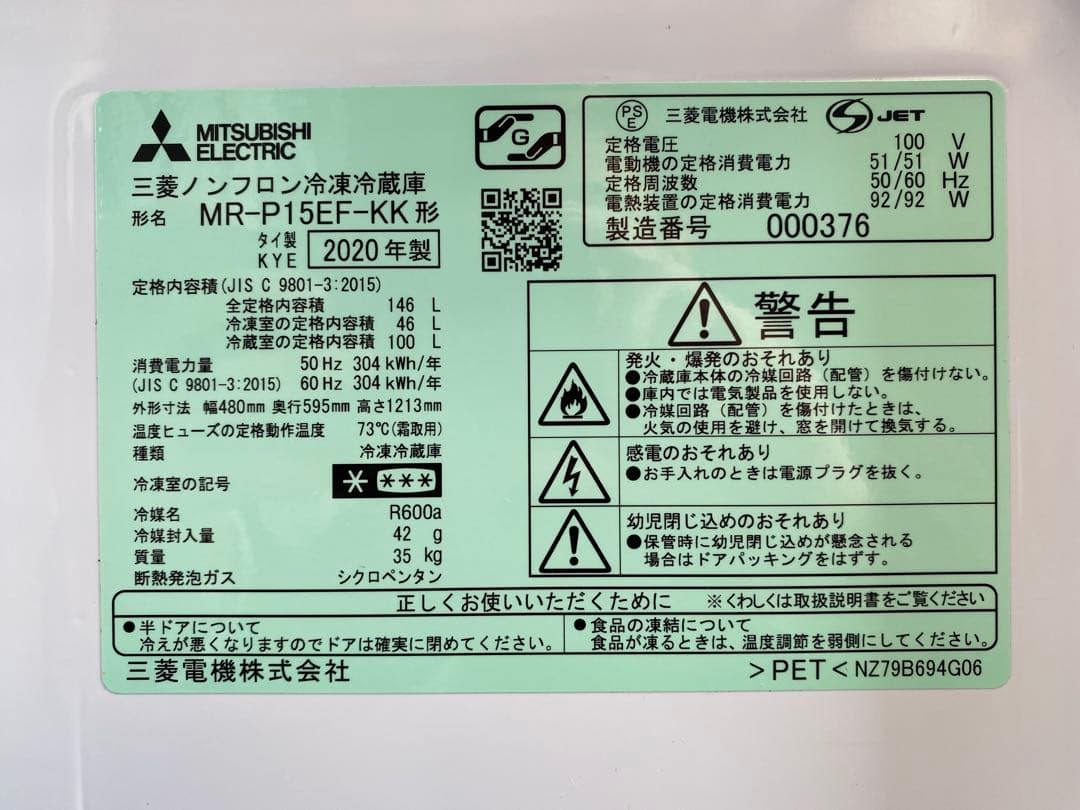 MITSUBISHI
ELECTRIC
三菱ノンフロン冷凍冷蔵庫
形名 MR-P15EF-KK形
タイ製
KYE 2020年製
定格内容積(JIS C 9801-3:2015)
全定格内容積 146 L
冷凍室の定格内容積 46 L
冷蔵室の定格内容積 100 L
消費電力量 50Hz 304kWh/年
(JIS C 9801-3:2015) 60Hz 304kWh/年
外形寸法 幅480mm 奥行595mm 高さ1213mm
温度ヒューズの定格動作温度 73℃(霜取用)
種類 冷凍冷蔵庫
冷凍室の記号 * ***
冷媒名 R600a
冷媒封入量 42 g
質量 35 kg
断熱発泡ガス シクロペンタン
G
PSE 三菱電機株式会社 JET
定格電圧 100 V
電動機の定格消費電力 51/51 W
定格周波数 50/60 Hz
電熱装置の定格消費電力 92/92 W
製造番号 000376
警告
発火・爆発のおそれあり
●冷蔵庫本体の冷媒回路(配管)を傷付けない。
●庫内では電気製品を使用しない。
●冷媒回路(配管)を傷付けたときは、
火気の使用を避け、窓を開けて換気する。
感電のおそれあり
●お手入れのときは電源プラグを抜く。
幼児閉じ込めのおそれあり
●保管時に幼児閉じ込めが懸念される
場合はドアパッキングをはずす。
正しくお使いいただくために ※くわしくは取扱説明書をご覧ください
●半ドアについて
冷えが悪くなりますのでドアは確実に閉めてください。
●食品の凍結について
食品が凍るときは、温度調節を弱側にしてください。
三菱電機株式会社
>PET< NZ79B694G06